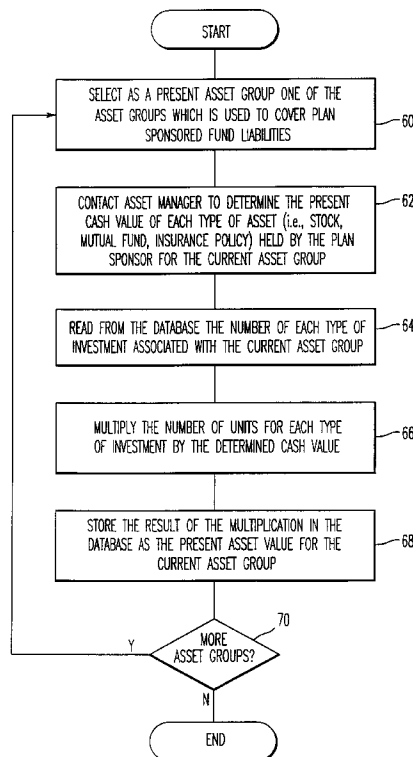 START
SELECT AS A PRESENT ASSET GROUP ONE OF THE
ASSET GROUPS WHICH IS USED TO COVER PLAN
SPONSORED FUND LIABILITIES
60
CONTACT ASSET MANAGER TO DETERMINE THE PRESENT
CASH VALUE OF EACH TYPE OF ASSET (i.e., STOCK,
MUTUAL FUND, INSURANCE POLICY) HELD BY THE PLAN
SPONSOR FOR THE CURRENT ASSET GROUP
62
READ FROM THE DATABASE THE NUMBER OF EACH TYPE OF
INVESTMENT ASSOCIATED WITH THE CURRENT ASSET GROUP
64
MULTIPLY THE NUMBER OF UNITS FOR EACH TYPE
OF INVESTMENT BY THE DETERMINED CASH VALUE
66
STORE THE RESULT OF THE MULTIPLICATION IN THE
DATABASE AS THE PRESENT ASSET VALUE FOR THE
CURRENT ASSET GROUP
68
70
MORE
ASSET GROUPS?
Y
N
END